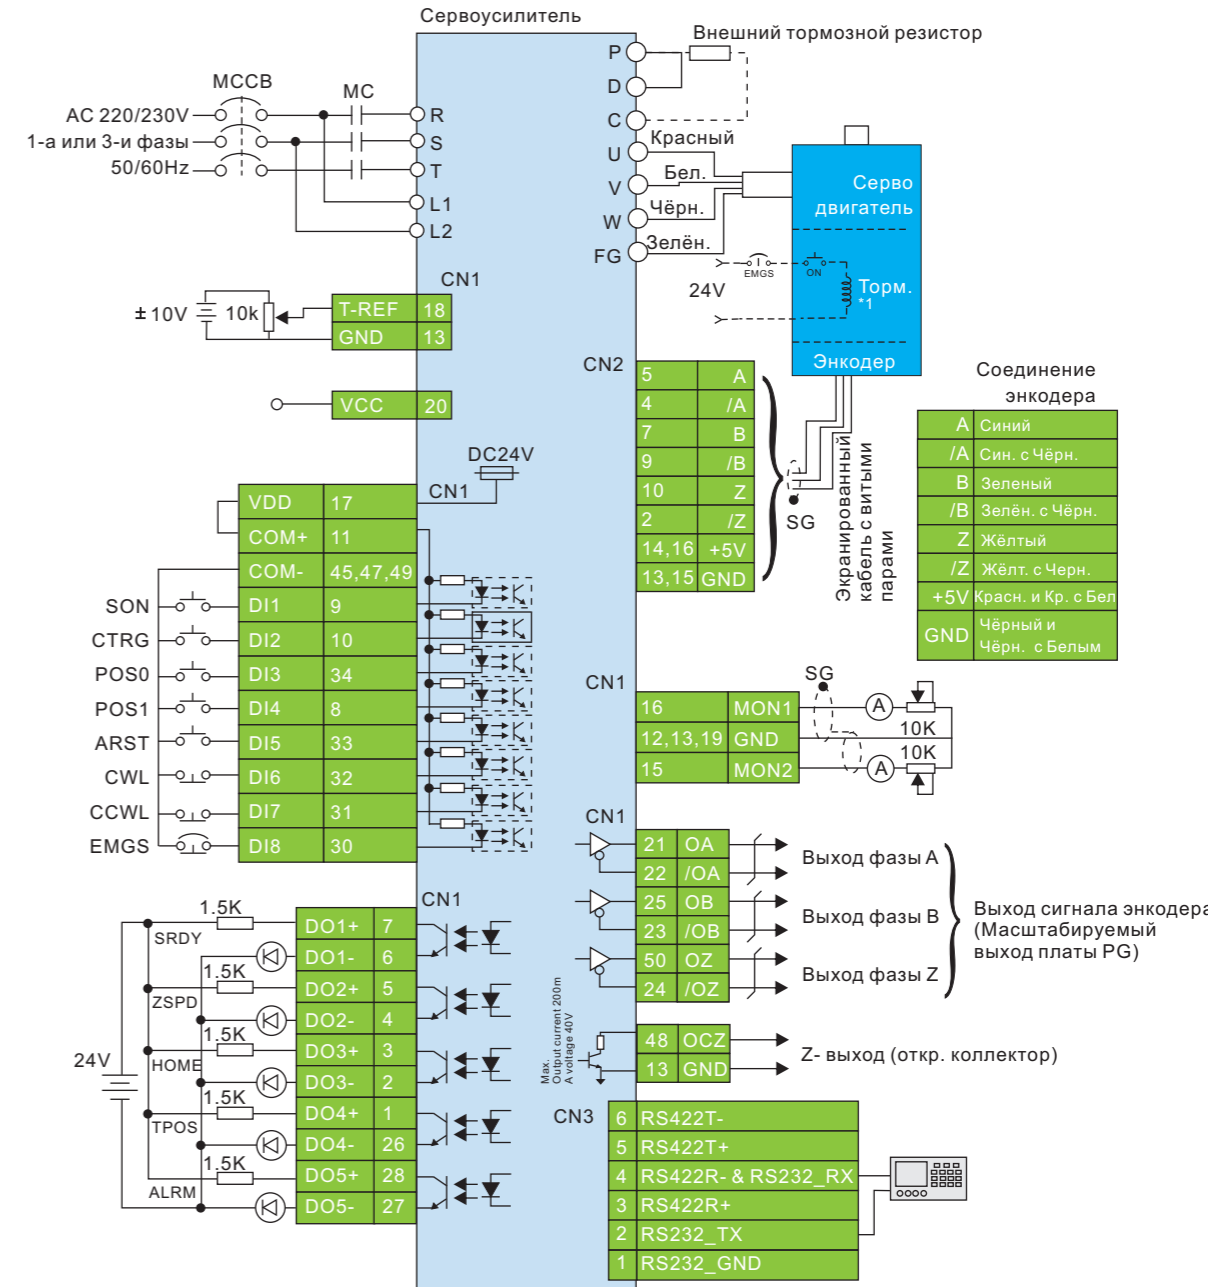 Сервоусилитель
Внешний тормозной резистор
P
D
C
MCCB
MC
AC 220/230V
1-а или 3-и фазы
50/60Hz
R
S
T
L1
L2
U
V
W
FG
Красный
Бел.
Чёрн.
Зелён.
Серво
двигатель
24V
EMGS
ON
Торм.
*1
Энкодер
CN1
±10V
10k
T-REF 18
GND 13
VCC 20
DC24V
CN1
VDD 17
COM+ 11
COM- 45,47,49
SON DI1 9
CTRG DI2 10
POS0 DI3 34
POS1 DI4 8
ARST DI5 33
CWL DI6 32
CCWL DI7 31
EMGS DI8 30
CN2
5 A
4 /A
7 B
9 /B
10 Z
2 /Z
14,16 +5V
13,15 GND
SG
Экранированный
кабель с витыми
парами
Соединение
энкодера
A Синий
/A Син. с Чёрн.
B Зеленый
/B Зелён. с Чёрн.
Z Жёлтый
/Z Жёлт. с Черн.
+5V Красн. и Кр. с Бел
GND Чёрный и
Чёрн. с Белым
CN1
16 MON1
12,13,19 GND
15 MON2
SG
A
10K
10K
A
CN1
21 OA
22 /OA
25 OB
23 /OB
50 OZ
24 /OZ
Выход фазы A
Выход фазы B
Выход фазы Z
Выход сигнала энкодера
(Масштабируемый
выход платы PG)
CN1
24V
1.5K
SRDY
1.5K
ZSPD
1.5K
HOME
1.5K
TPOS
1.5K
ALRM
DO1+ 7
DO1- 6
DO2+ 5
DO2- 4
DO3+ 3
DO3- 2
DO4+ 1
DO4- 26
DO5+ 28
DO5- 27
Max.
Output current 200m
A voltage 40V
48 OCZ
13 GND
Z- выход (откр. коллектор)
CN3
6 RS422T-
5 RS422T+
4 RS422R- & RS232_RX
3 RS422R+
2 RS232_TX
1 RS232_GND